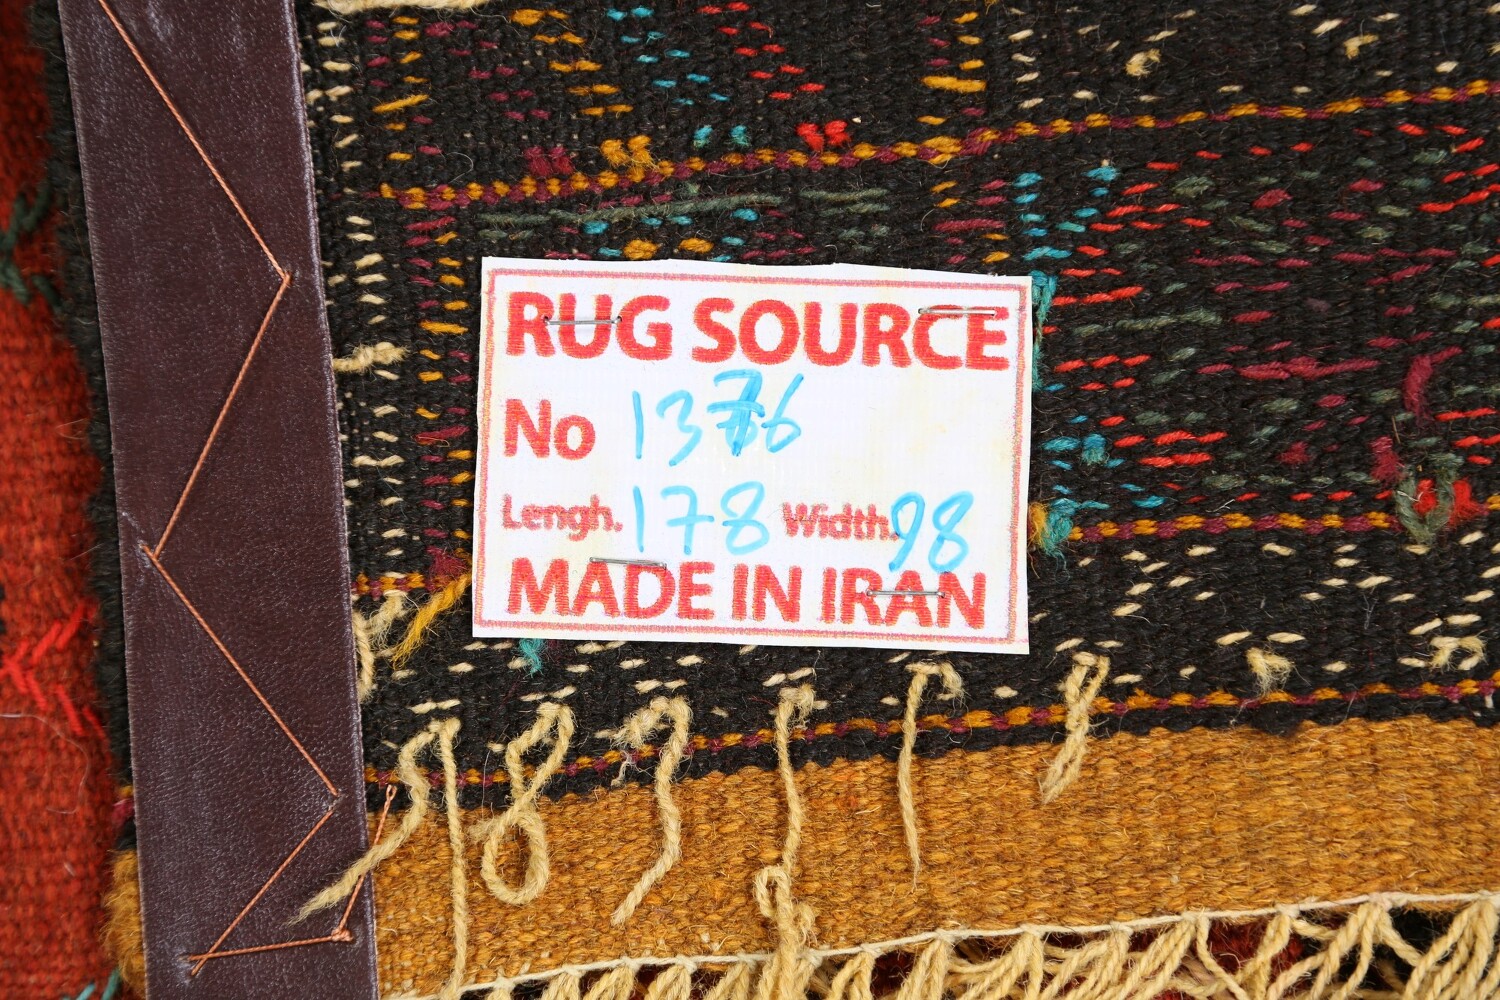 RUG SOURCE
No 1376
Lengh. 178 Width. 98
MADE IN IRAN